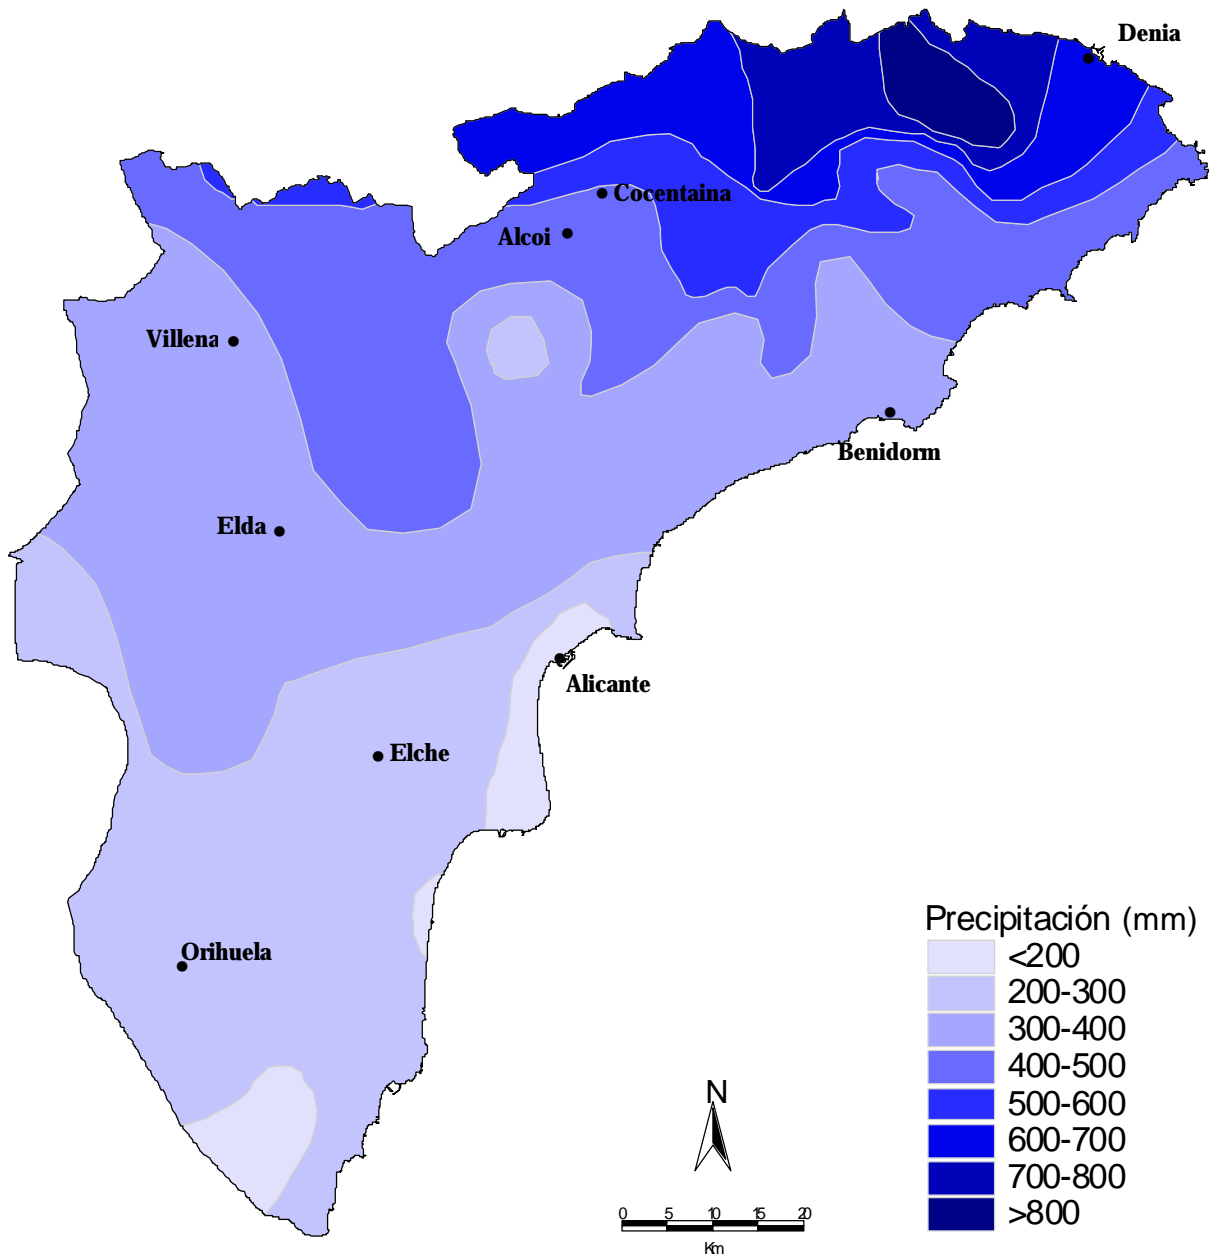 Denia
Cocentaina
Alcoi
Villena
Benidorm
Elda
Alicante
Elche
Orihuela
Precipitación (mm)
<200
200-300
300-400
400-500
500-600
600-700
700-800
>800
N
0 5 10 15 20
Km